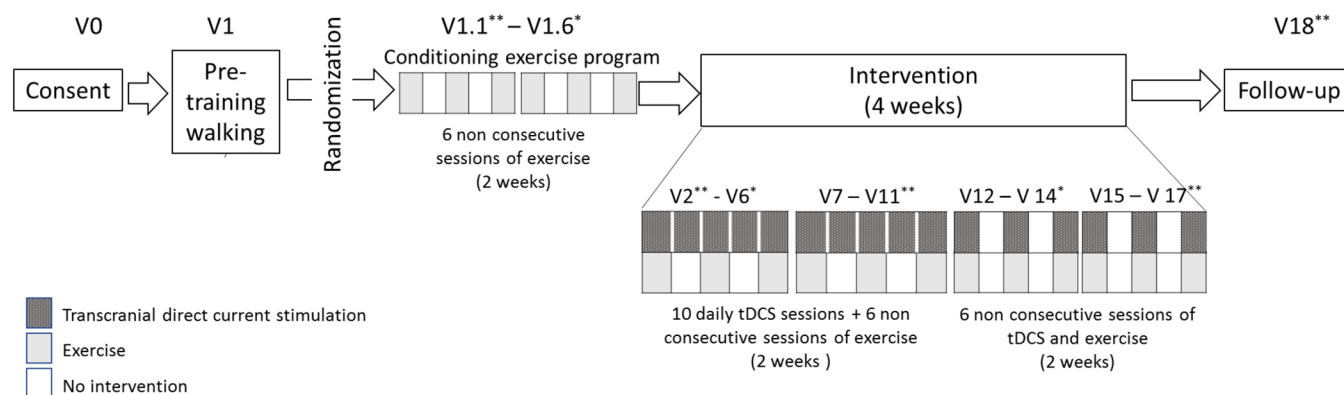 V0
V1
V1.1** – V1.6*
V18**
Consent
Pre-
training
walking
Randomization
Conditioning exercise program
6 non consecutive
sessions of exercise
(2 weeks)
Intervention
(4 weeks)
Follow-up
V2** - V6*
V7 – V11**
V12 – V 14*
V15 – V 17**
10 daily tDCS sessions + 6 non
consecutive sessions of exercise
(2 weeks )
6 non consecutive sessions of
tDCS and exercise
(2 weeks)
Transcranial direct current stimulation
Exercise
No intervention